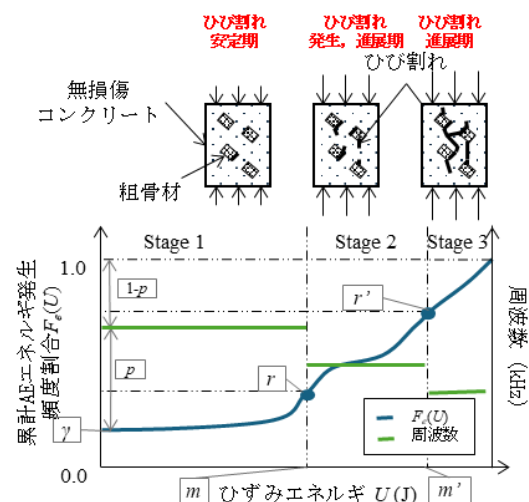 ひび割れ
安定期
ひび割れ
発生，進展期
ひび割れ
進展期
ひび割れ
無損傷
コンクリート
粗骨材
Stage 1
Stage 2
Stage 3
累計AEエネルギ発生
頻度割合Fₑ(U)
1.0
0.0
1-p
p
γ
r
r’
m
m’
ひずみエネルギ U (J)
周波数 (kHz)
Fₑ(U)
周波数